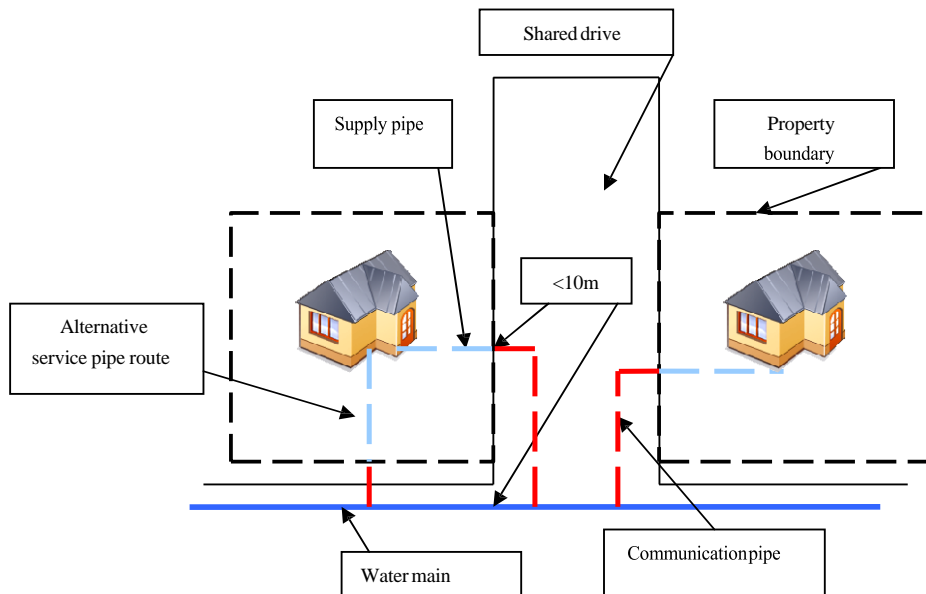 Shared drive
Supply pipe
Property
boundary
<10m
Alternative
service pipe route
Water main
Communication pipe